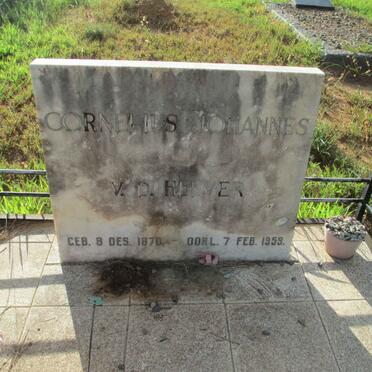 CORNELIUS JOHANNES
V. D. HEEVER
GEB. 8 DES. 1870. — OORL. 7 FEB. 1959.